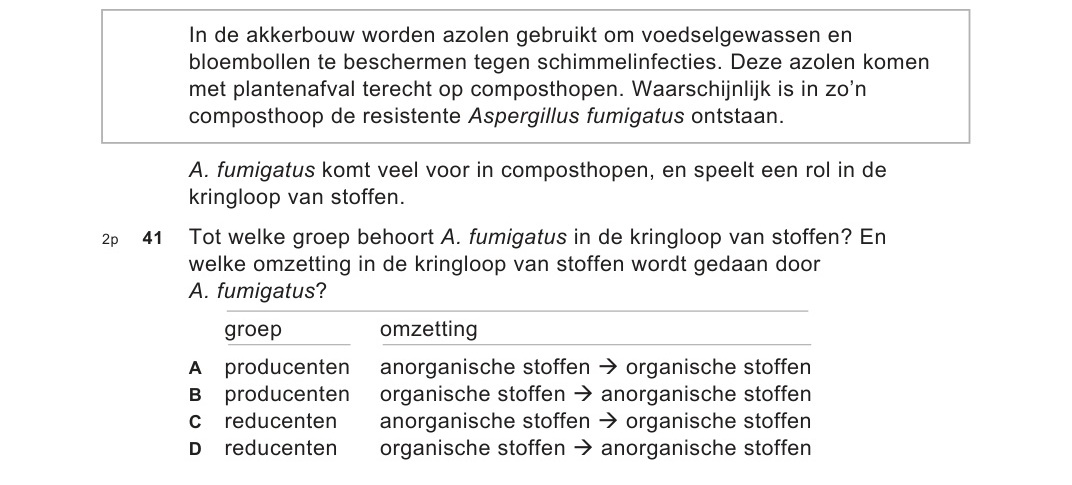 In de akkerbouw worden azolen gebruikt om voedselgewassen en
bloembollen te beschermen tegen schimmelinfecties. Deze azolen komen
met plantenafval terecht op composthopen. Waarschijnlijk is in zo'n
composthoop de resistente Aspergillus fumigatus ontstaan.
A. fumigatus komt veel voor in composthopen, en speelt een rol in de
kringloop van stoffen.
2p 41 Tot welke groep behoort A. fumigatus in de kringloop van stoffen? En
welke omzetting in de kringloop van stoffen wordt gedaan door
A. fumigatus?
groep omzetting
A producenten anorganische stoffen → organische stoffen
B producenten organische stoffen → anorganische stoffen
C reducenten anorganische stoffen → organische stoffen
D reducenten organische stoffen → anorganische stoffen